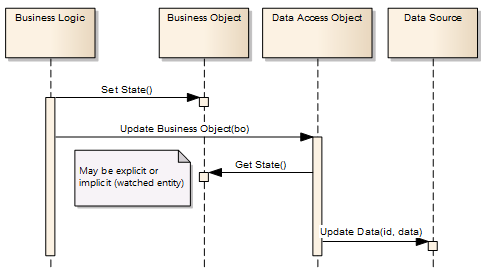 Business Logic
Business Object
Data Access Object
Data Source
Set State()
Update Business Object(bo)
May be explicit or
implicit (watched entity)
Get State()
Update Data(id, data)